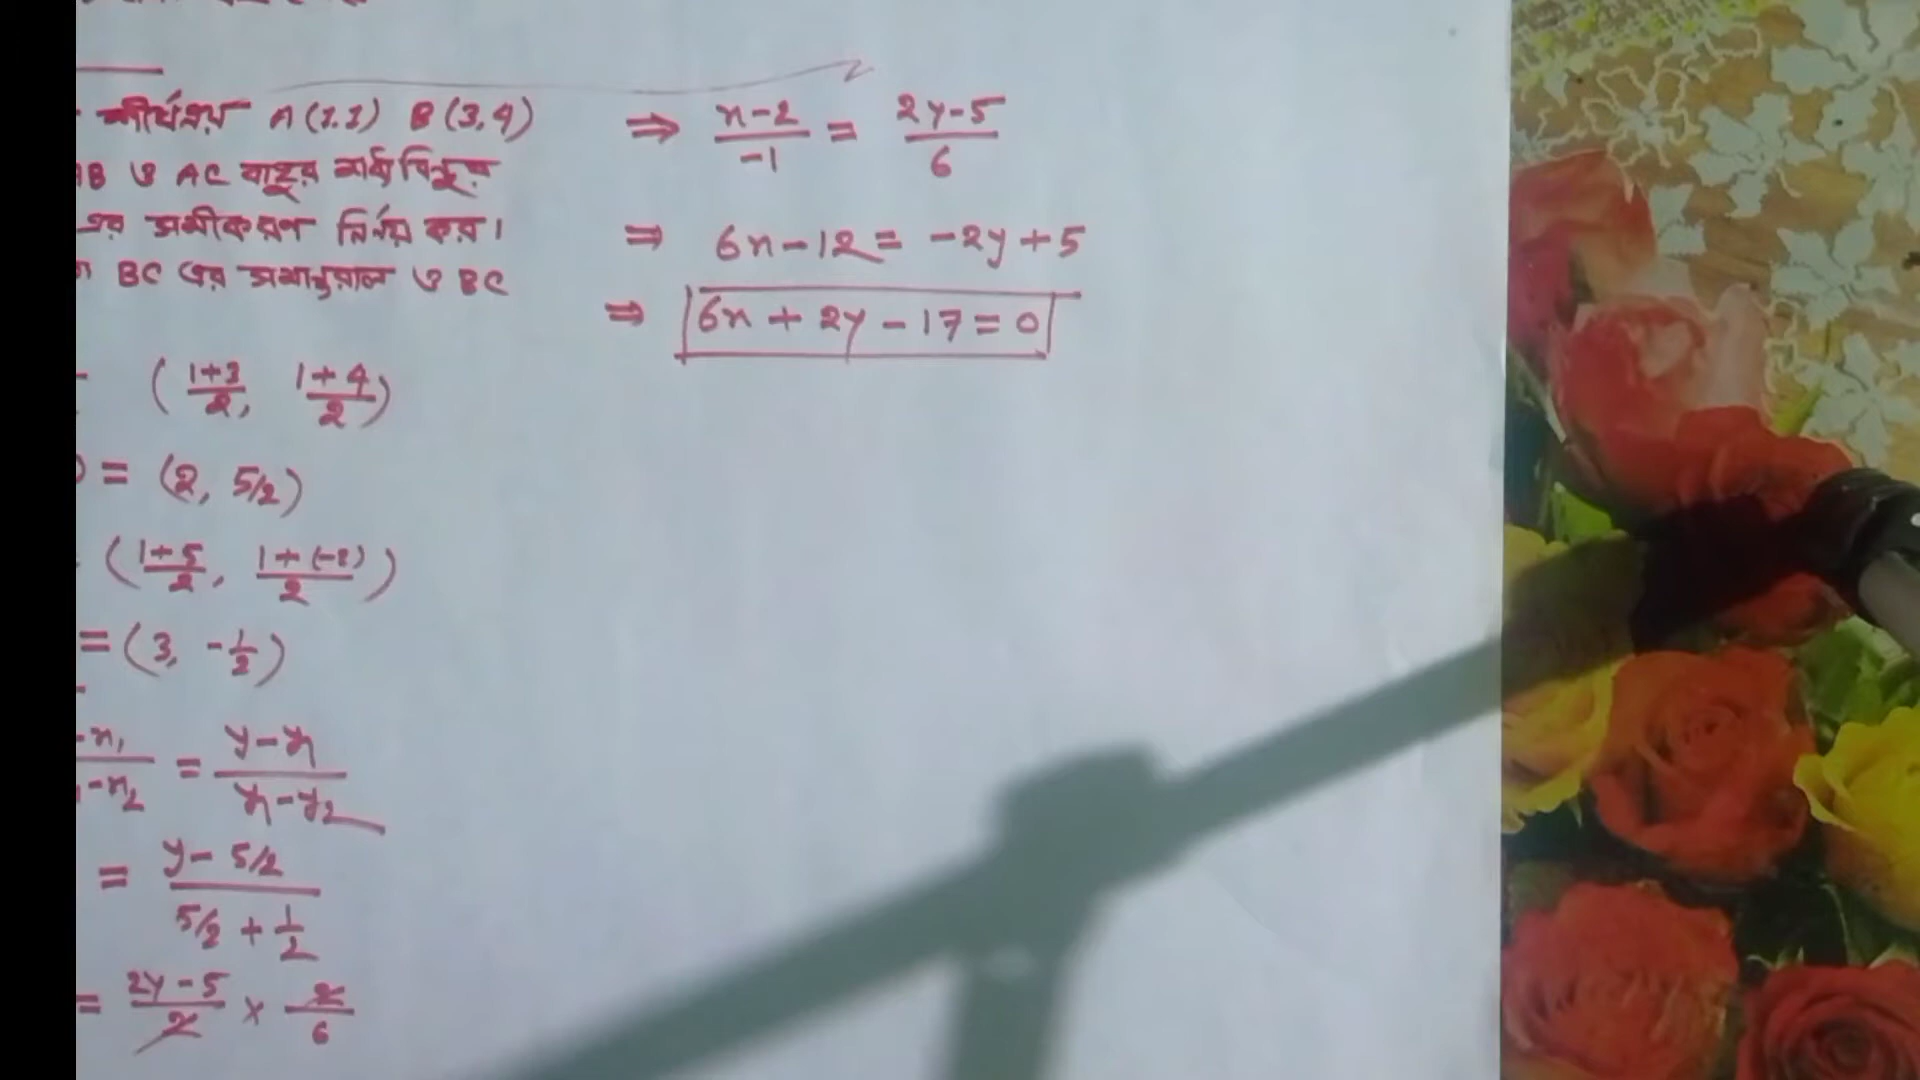 শীর্ষত্রয় A (1,1) B (3,4)
AB ও AC বাহুর মধ্যবিন্দুর
এর সমীকরণ নির্নয় কর।
BC এর সমান্তরাল ও BC
(1+3/2, 1+4/2)
= (2, 5/2)
(1+5/2, 1+(-2)/2)
= (3, -1/2)
-x₁/-x₂ = y-y₁/y₁-y₂
= y - 5/2 / 5/2 + 1/2
= 2y - 5/2 × 2/6
⇒ x-2/-1 = 2y-5/6
⇒ 6x - 12 = -2y + 5
⇒ 6x + 2y - 17 = 0